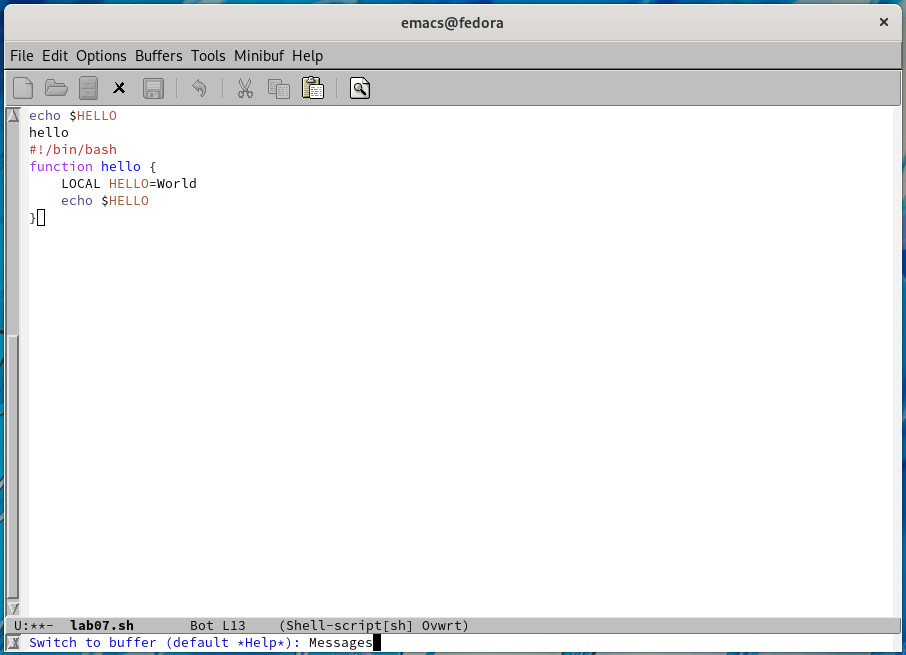 emacs@fedora
File Edit Options Buffers Tools Minibuf Help
echo $HELLO
hello
#!/bin/bash
function hello {
    LOCAL HELLO=World
    echo $HELLO
}
U:**-  lab07.sh       Bot L13    (Shell-script[sh] Ovwrt)
Switch to buffer (default *Help*): Messages